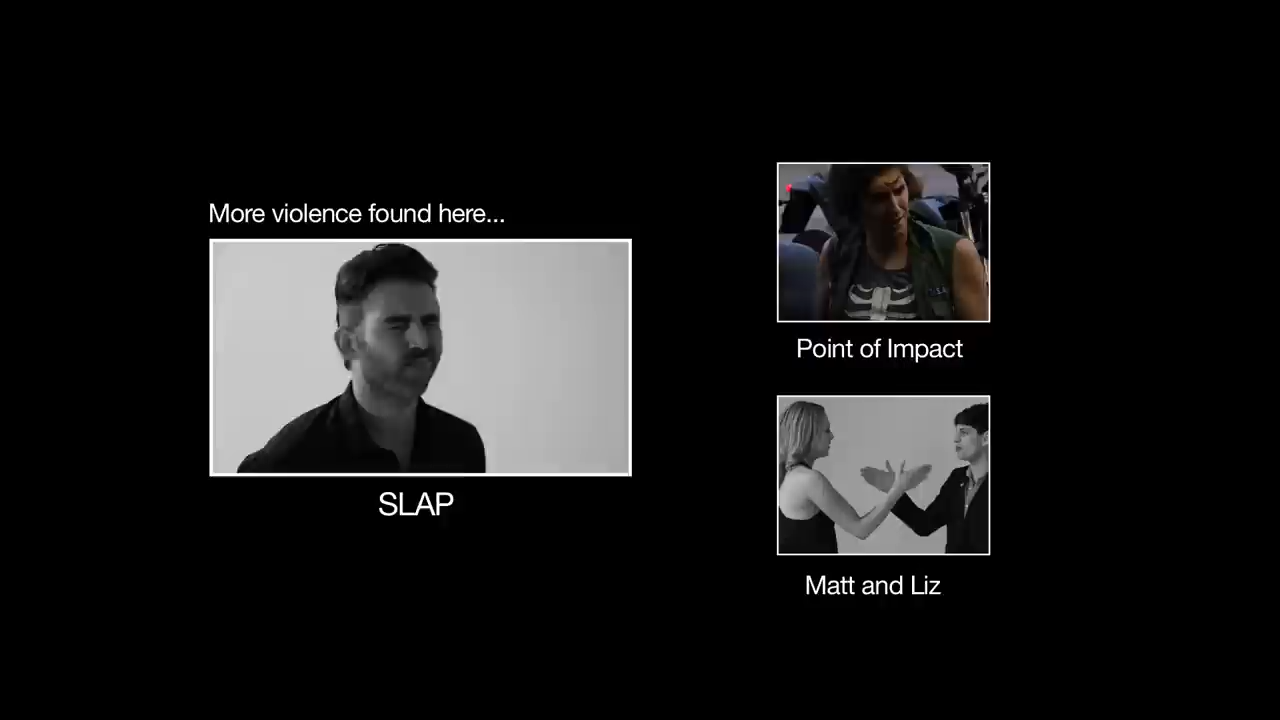 More violence found here...
SLAP
Point of Impact
Matt and Liz